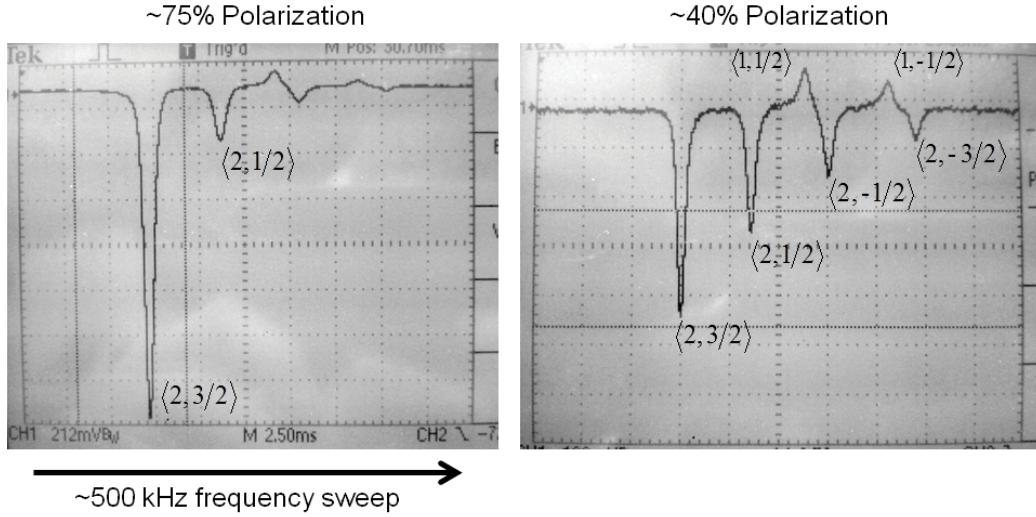 ~75% Polarization
~40% Polarization
Tek
Trig'd
M Pos: 30.70ms
⟨2,1/2⟩
⟨2,3/2⟩
CH1 212mVBW
M 2.50ms
CH2
⟨1,1/2⟩
⟨1,-1/2⟩
⟨2,-3/2⟩
⟨2,-1/2⟩
⟨2,1/2⟩
⟨2,3/2⟩
~500 kHz frequency sweep